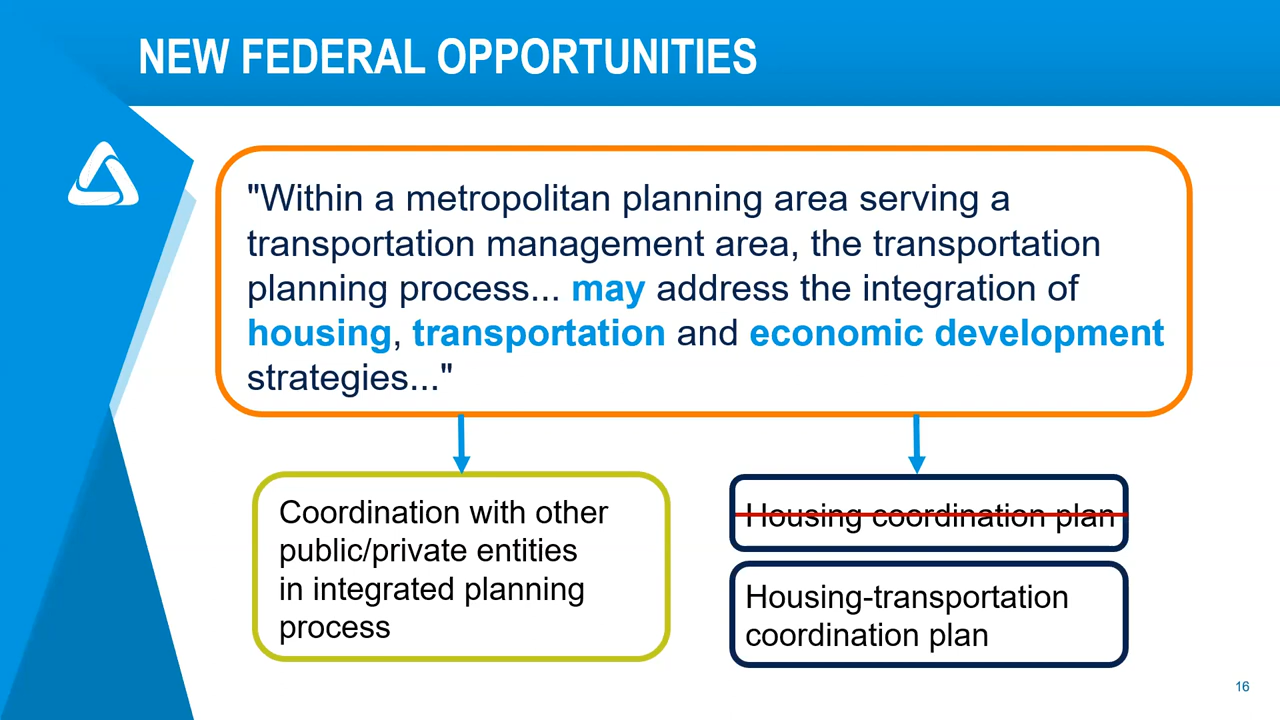 NEW FEDERAL OPPORTUNITIES
"Within a metropolitan planning area serving a
transportation management area, the transportation
planning process... may address the integration of
housing, transportation and economic development
strategies..."
Coordination with other
public/private entities
in integrated planning
process
Housing coordination plan
Housing-transportation
coordination plan
16